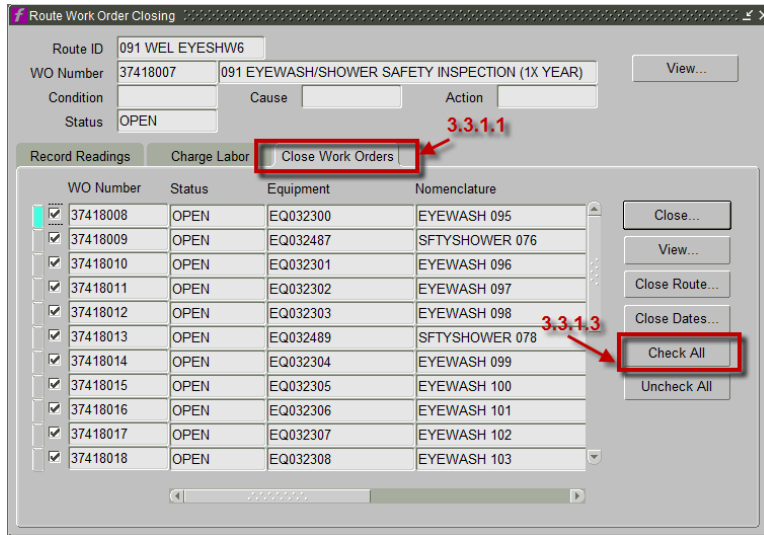 Route Work Order Closing
Route ID 091 WEL EYESHW6
WO Number 37418007 091 EYEWASH/SHOWER SAFETY INSPECTION (1X YEAR) View...
Condition Cause Action
Status OPEN
3.3.1.1
Record Readings Charge Labor Close Work Orders
WO Number Status Equipment Nomenclature
37418008 OPEN EQ032300 EYEWASH 095 Close...
37418009 OPEN EQ032487 SFTYSHOWER 076
View...
37418010 OPEN EQ032301 EYEWASH 096
37418011 OPEN EQ032302 EYEWASH 097 Close Route...
37418012 OPEN EQ032303 EYEWASH 098
Close Dates...
3.3.1.3
37418013 OPEN EQ032489 SFTYSHOWER 078
Check All
37418014 OPEN EQ032304 EYEWASH 099
37418015 OPEN EQ032305 EYEWASH 100 Uncheck All
37418016 OPEN EQ032306 EYEWASH 101
37418017 OPEN EQ032307 EYEWASH 102
37418018 OPEN EQ032308 EYEWASH 103